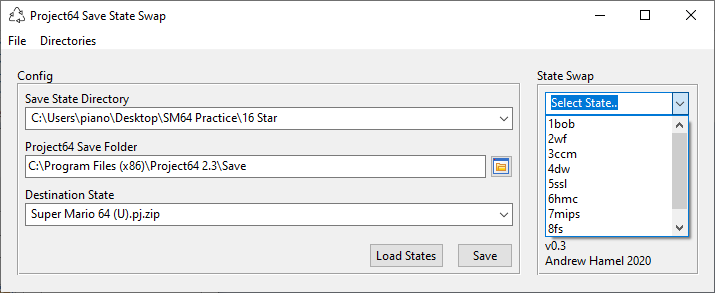 Project64 Save State Swap
File Directories
Config
Save State Directory
C:\Users\piano\Desktop\SM64 Practice\16 Star
Project64 Save Folder
C:\Program Files (x86)\Project64 2.3\Save
Destination State
Super Mario 64 (U).pj.zip
Load States Save
State Swap
Select State..
1bob
2wf
3ccm
4dw
5ssl
6hmc
7mips
8fs
v0.3
Andrew Hamel 2020